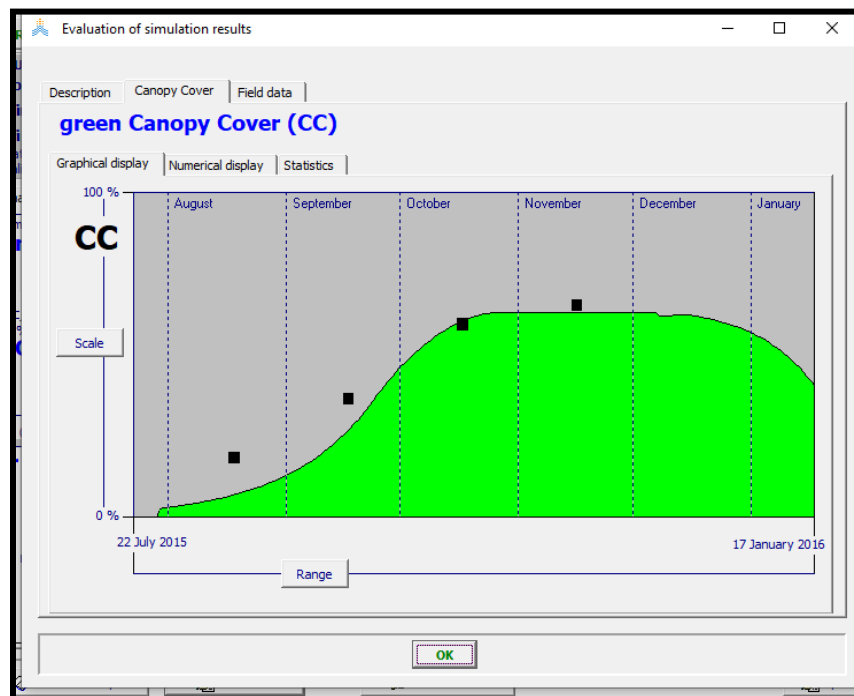 Evaluation of simulation results
Description Canopy Cover Field data
green Canopy Cover (CC)
Graphical display Numerical display Statistics
100 %
August September October November December January
CC
Scale
0 %
22 July 2015 17 January 2016
Range
OK